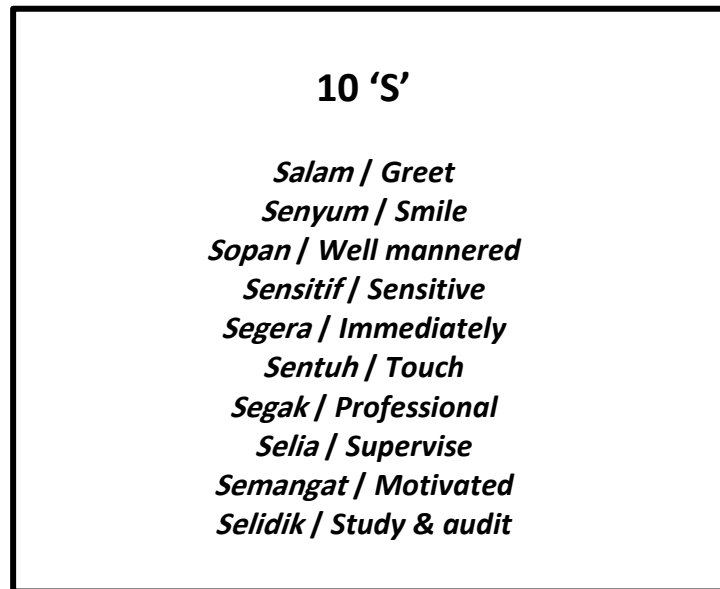 10 ‘S’
Salam / Greet
Senyum / Smile
Sopan / Well mannered
Sensitif / Sensitive
Segera / Immediately
Sentuh / Touch
Segak / Professional
Selia / Supervise
Semangat / Motivated
Selidik / Study & audit